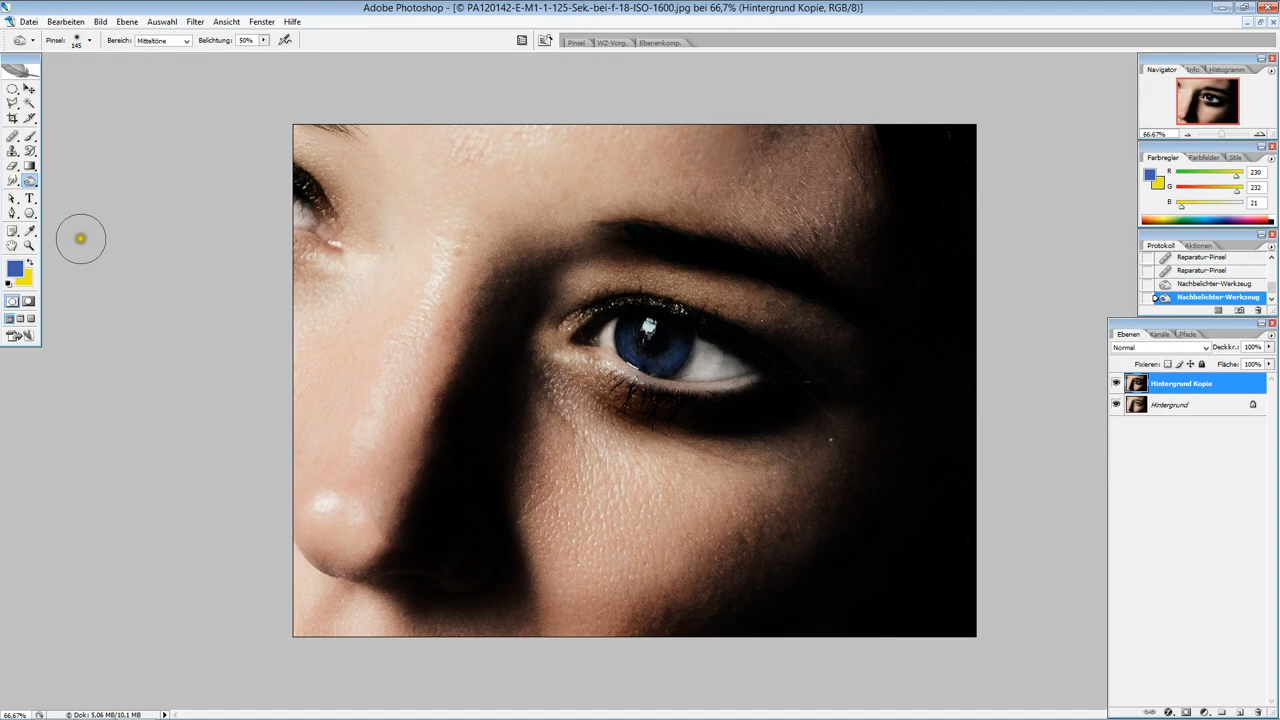 Adobe Photoshop - [© PA120142-E-M1-1-125-Sek-bei-f-18-ISO-1600.jpg bei 66,7% (Hintergrund Kopie, RGB/8)]
Datei Bearbeiten Bild Ebene Auswahl Filter Ansicht Fenster Hilfe
Pinsel: 145 Bereich: Mitteltöne Belichtung: 50% Pinsel WZ-Vorg. Ebenenkomp.
Navigator Info Histogramm
66.67%
Farbregler Farbfelder Stile
R 230
G 232
B 21
Protokoll Aktionen
Reparatur-Pinsel
Reparatur-Pinsel
Nachbelichter-Werkzeug
Nachbelichter-Werkzeug
Ebenen Kanäle Pfade
Normal Deckkr.: 100%
Fixieren: Fläche: 100%
Hintergrund Kopie
Hintergrund
66.67% © Dok: 5,06 MB/10,1 MB